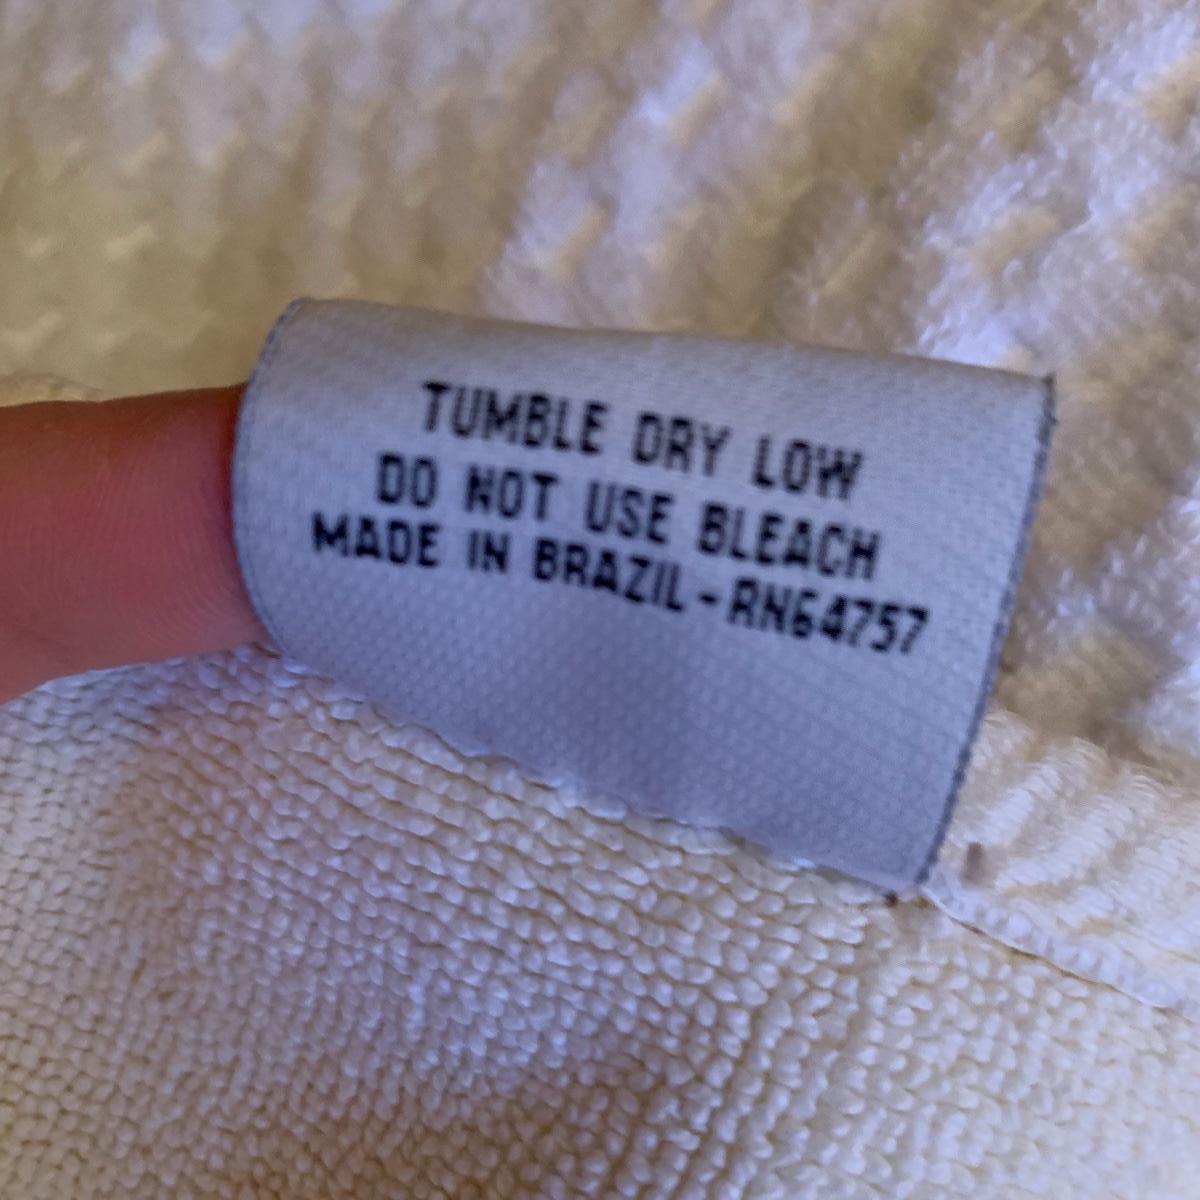 TUMBLE DRY LOW
DO NOT USE BLEACH
MADE IN BRAZIL - RN64757